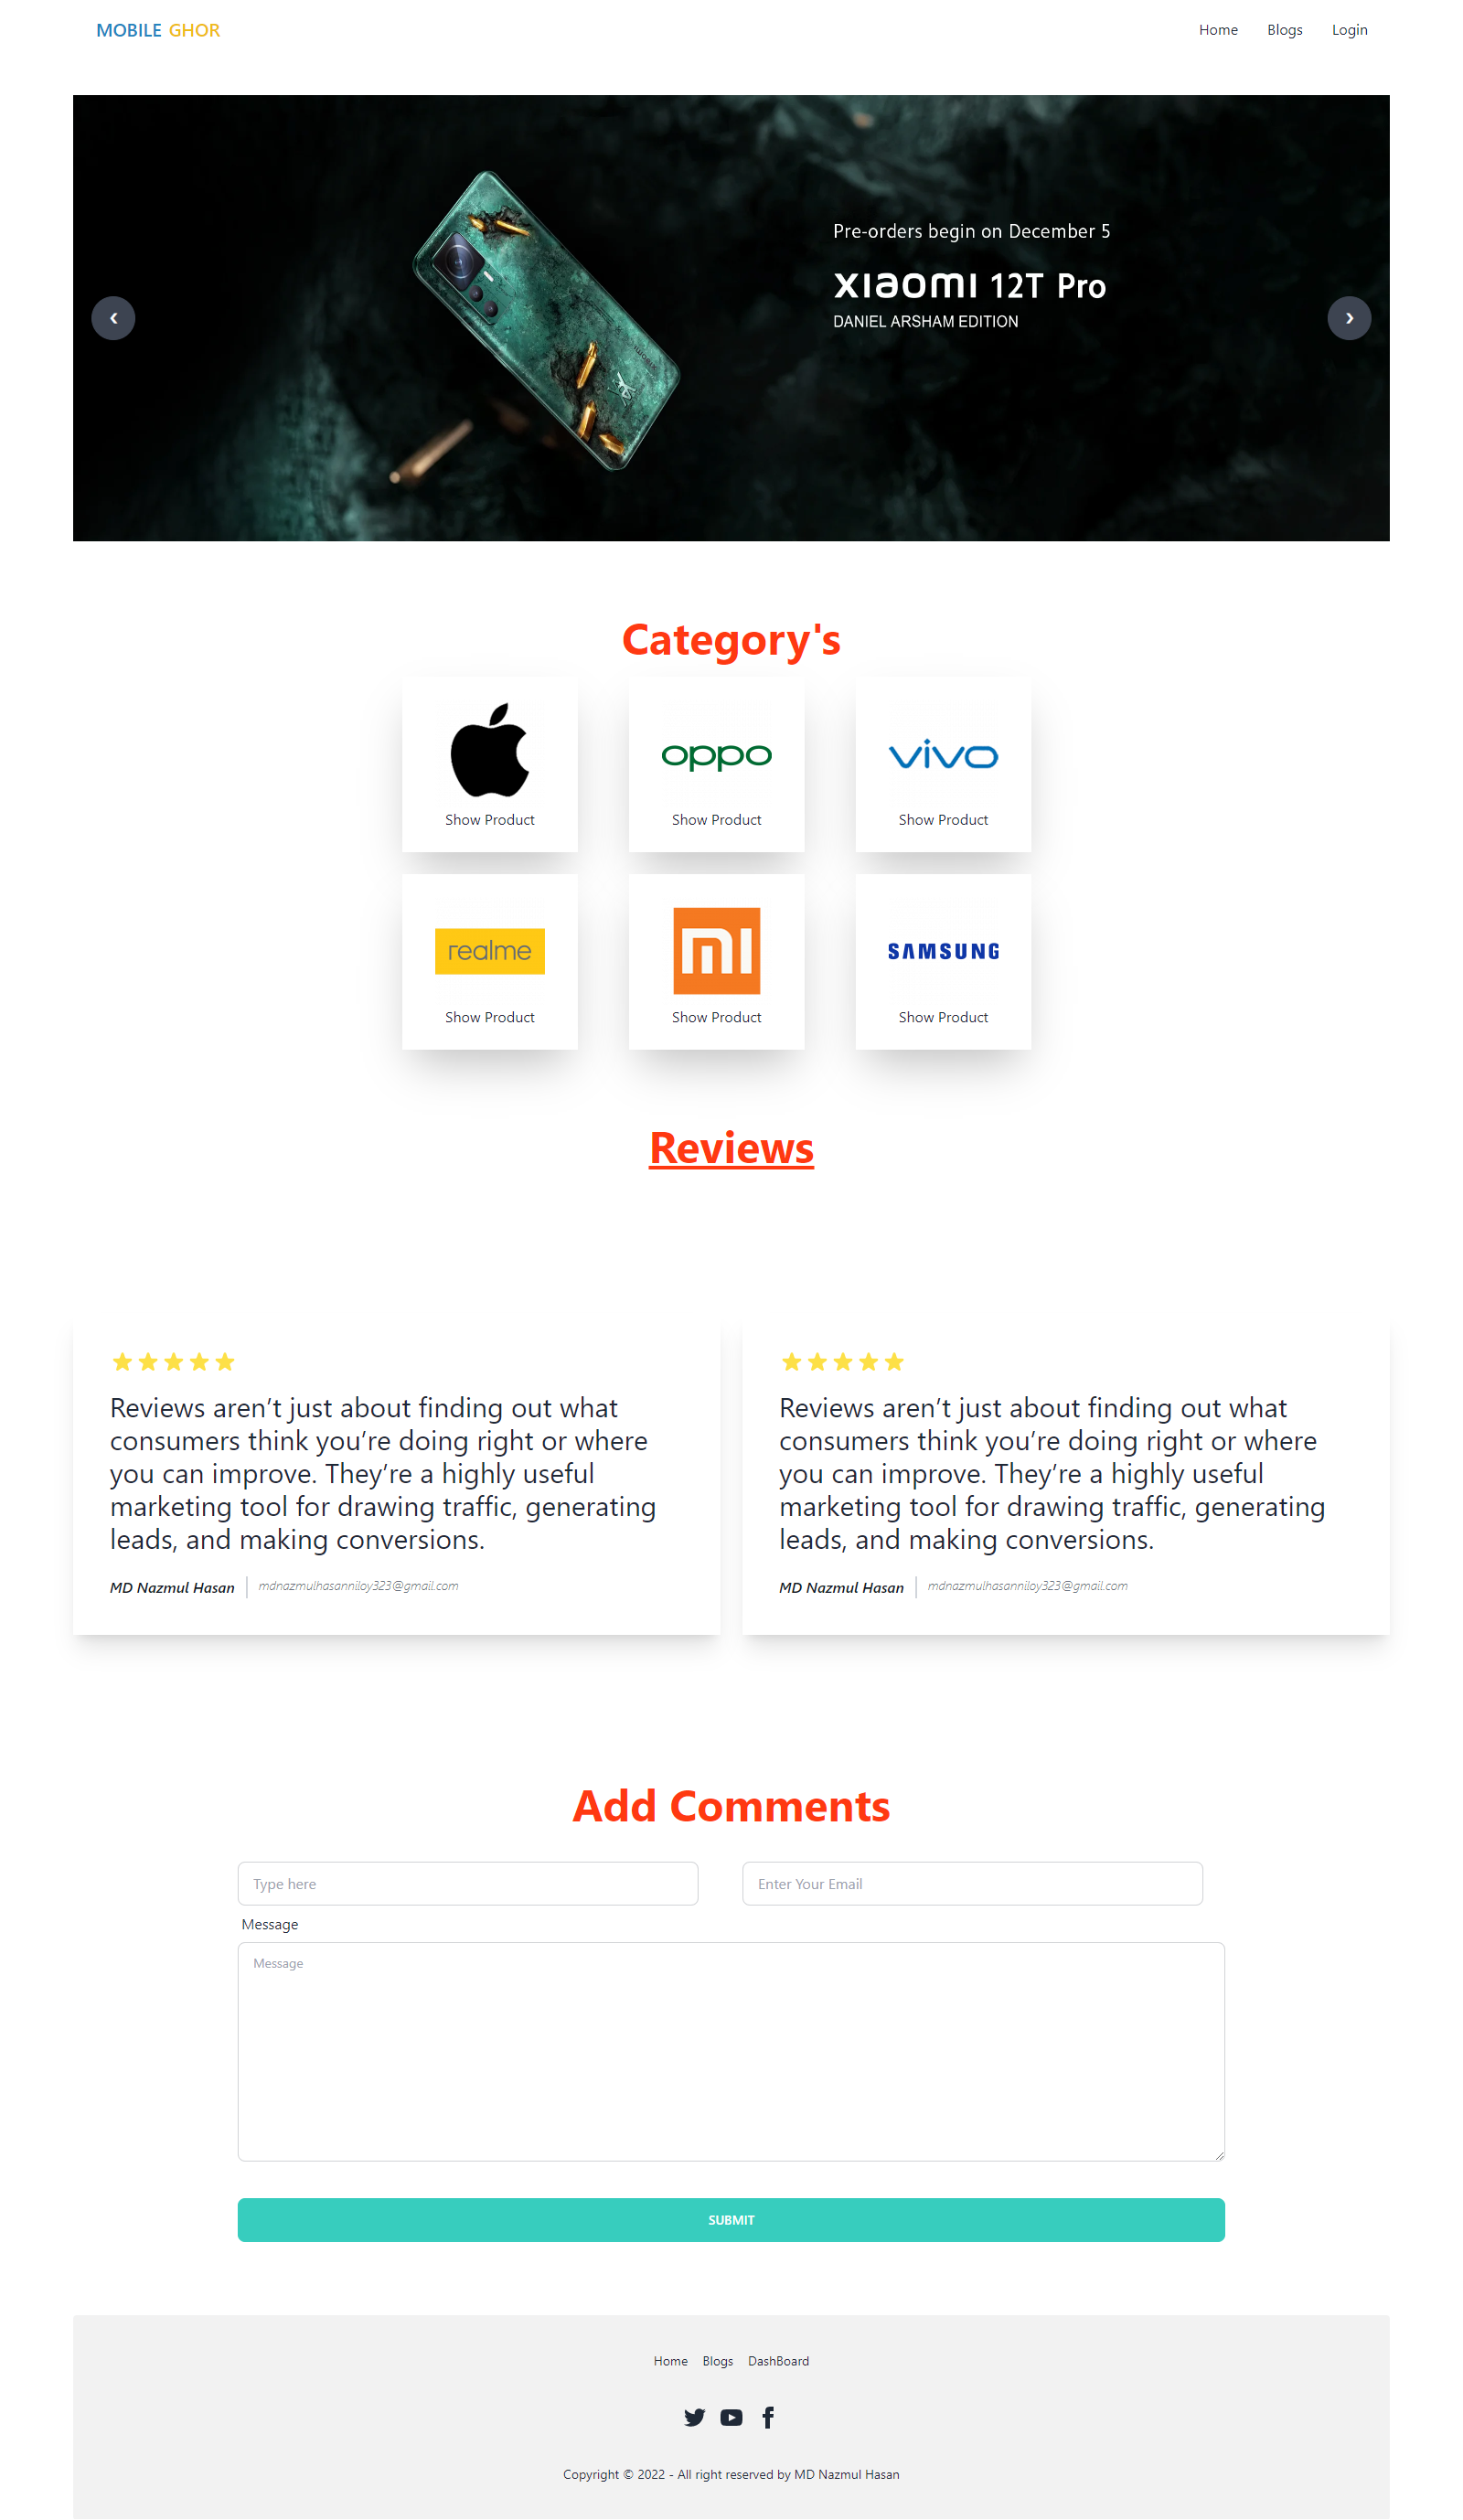 MOBILE GHOR
Home Blogs Login
Pre-orders begin on December 5
xiaomi 12T Pro
DANIEL ARSHAM EDITION
‹
›
Category's
oppo
vivo
Show Product
Show Product
Show Product
realme
mi
SAMSUNG
Show Product
Show Product
Show Product
Reviews
Reviews aren’t just about finding out what
consumers think you’re doing right or where
you can improve. They’re a highly useful
marketing tool for drawing traffic, generating
leads, and making conversions.
MD Nazmul Hasan
mdnazmulhasanniloy323@gmail.com
Reviews aren’t just about finding out what
consumers think you’re doing right or where
you can improve. They’re a highly useful
marketing tool for drawing traffic, generating
leads, and making conversions.
MD Nazmul Hasan
mdnazmulhasanniloy323@gmail.com
Add Comments
Type here
Enter Your Email
Message
Message
SUBMIT
Home Blogs DashBoard
Copyright © 2022 - All right reserved by MD Nazmul Hasan